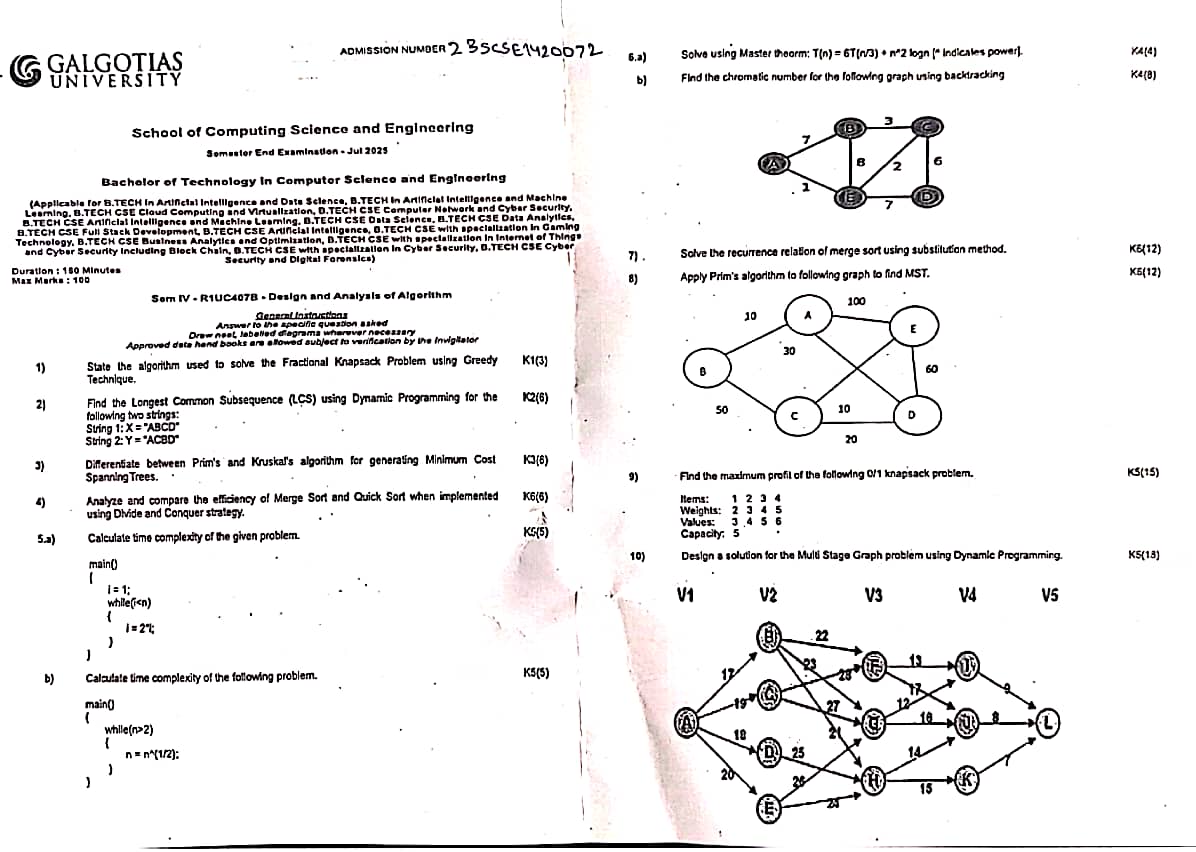 ADMISSION NUMBER 23SCSE1420072
GALGOTIAS
UNIVERSITY
School of Computing Science and Engineering
Semester End Examination - Jul 2025
Bachelor of Technology in Computer Science and Engineering
(Applicable for B.TECH in Artificial Intelligence and Data Science, B.TECH in Artificial Intelligence and Machine
Learning, B.TECH CSE Cloud Computing and Virtualization, B.TECH CSE Computer Network and Cyber Security,
B.TECH CSE Artificial Intelligence and Machine Learning, B.TECH CSE Data Science, B.TECH CSE Data Analytics,
B.TECH CSE Full Stack Development, B.TECH CSE Artificial Intelligence, B.TECH CSE with specialization in Gaming
Technology, B.TECH CSE Business Analytics and Optimization, B.TECH CSE with specialization in Internet of Things
and Cyber Security including Block Chain, B.TECH CSE with specialization in Cyber Security, B.TECH CSE Cyber
Security and Digital Forensics)
Duration : 180 Minutes
Max Marks : 100
Sem IV - R1UC407B - Design and Analysis of Algorithm
General Instructions
Answer to the specific question asked
Draw neat, labelled diagrams wherever necessary
Approved data hand books are allowed subject to verification by the Invigilator
1) State the algorithm used to solve the Fractional Knapsack Problem using Greedy K1(3)
Technique.
2) Find the Longest Common Subsequence (LCS) using Dynamic Programming for the K2(6)
following two strings:
String 1: X = "ABCD"
String 2: Y = "ACBD"
3) Differentiate between Prim's and Kruskal's algorithm for generating Minimum Cost K3(8)
Spanning Trees.
4) Analyze and compare the efficiency of Merge Sort and Quick Sort when implemented K6(6)
using Divide and Conquer strategy.
5.a) Calculate time complexity of the given problem. K5(5)
main()
{
i = 1;
while(i<n)
{
i = 2*i;
}
}
b) Calculate time complexity of the following problem. K5(5)
main()
{
while(n>2)
{
n = n^(1/2);
}
}
6.a) Solve using Master theorm: T(n) = 6T(n/3) + n^2 logn [^ indicates power]. K4(4)
b) Find the chromatic number for the following graph using backtracking K4(8)
A B C E D
7 3 8 2 6 1 7
7) . Solve the recurrence relation of merge sort using substitution method. K6(12)
8) Apply Prim's algorithm to following graph to find MST. K5(12)
100
10 A
E
30
B 60
50 C 10 D
20
9) Find the maximum profit of the following 0/1 knapsack problem. K5(15)
Items: 1 2 3 4
Weights: 2 3 4 5
Values: 3 4 5 6
Capacity: 5
10) Design a solution for the Multi Stage Graph problem using Dynamic Programming. K5(13)
V1 V2 V3 V4 V5
B 22
17 23 28 F 13 I 9
19 C 27 12 17
A 21 G 16 J 8 L
18 D 25 14
20 26 H 15 K 7
E